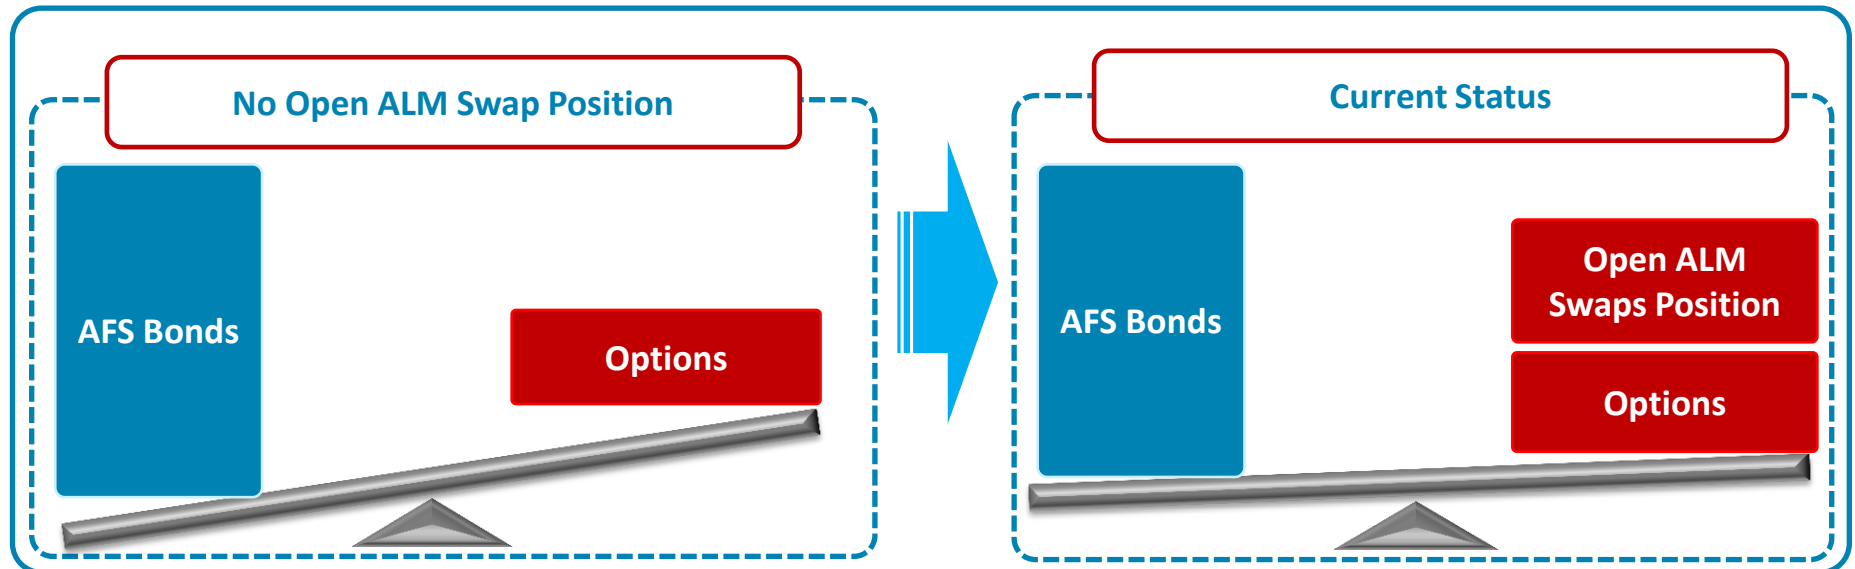 No Open ALM Swap Position
AFS Bonds
Options
Current Status
AFS Bonds
Open ALM
Swaps Position
Options